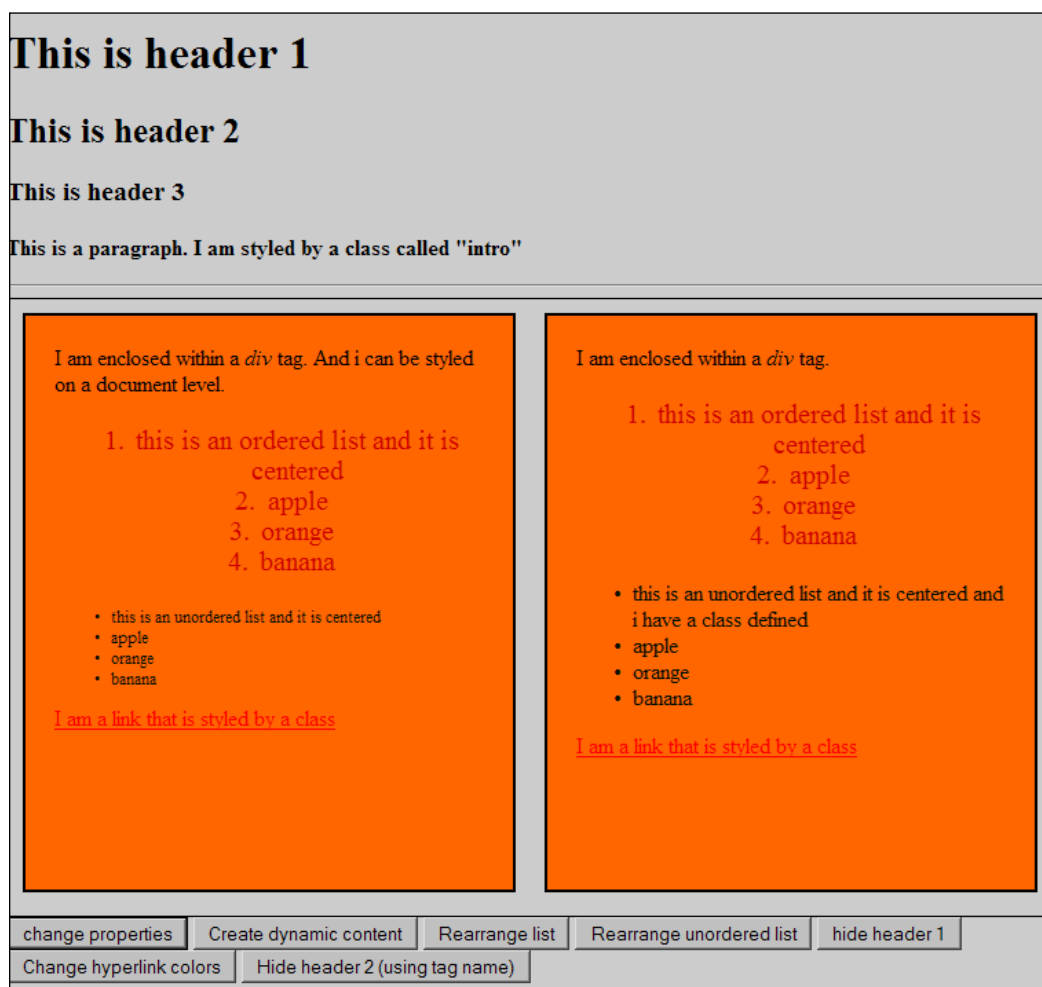 This is header 1
This is header 2
This is header 3
This is a paragraph. I am styled by a class called "intro"
I am enclosed within a div tag. And i can be styled
on a document level.
1. this is an ordered list and it is
centered
2. apple
3. orange
4. banana
• this is an unordered list and it is centered
• apple
• orange
• banana
I am a link that is styled by a class
I am enclosed within a div tag.
1. this is an ordered list and it is
centered
2. apple
3. orange
4. banana
• this is an unordered list and it is centered and
i have a class defined
• apple
• orange
• banana
I am a link that is styled by a class
change properties Create dynamic content Rearrange list Rearrange unordered list hide header 1
Change hyperlink colors Hide header 2 (using tag name)